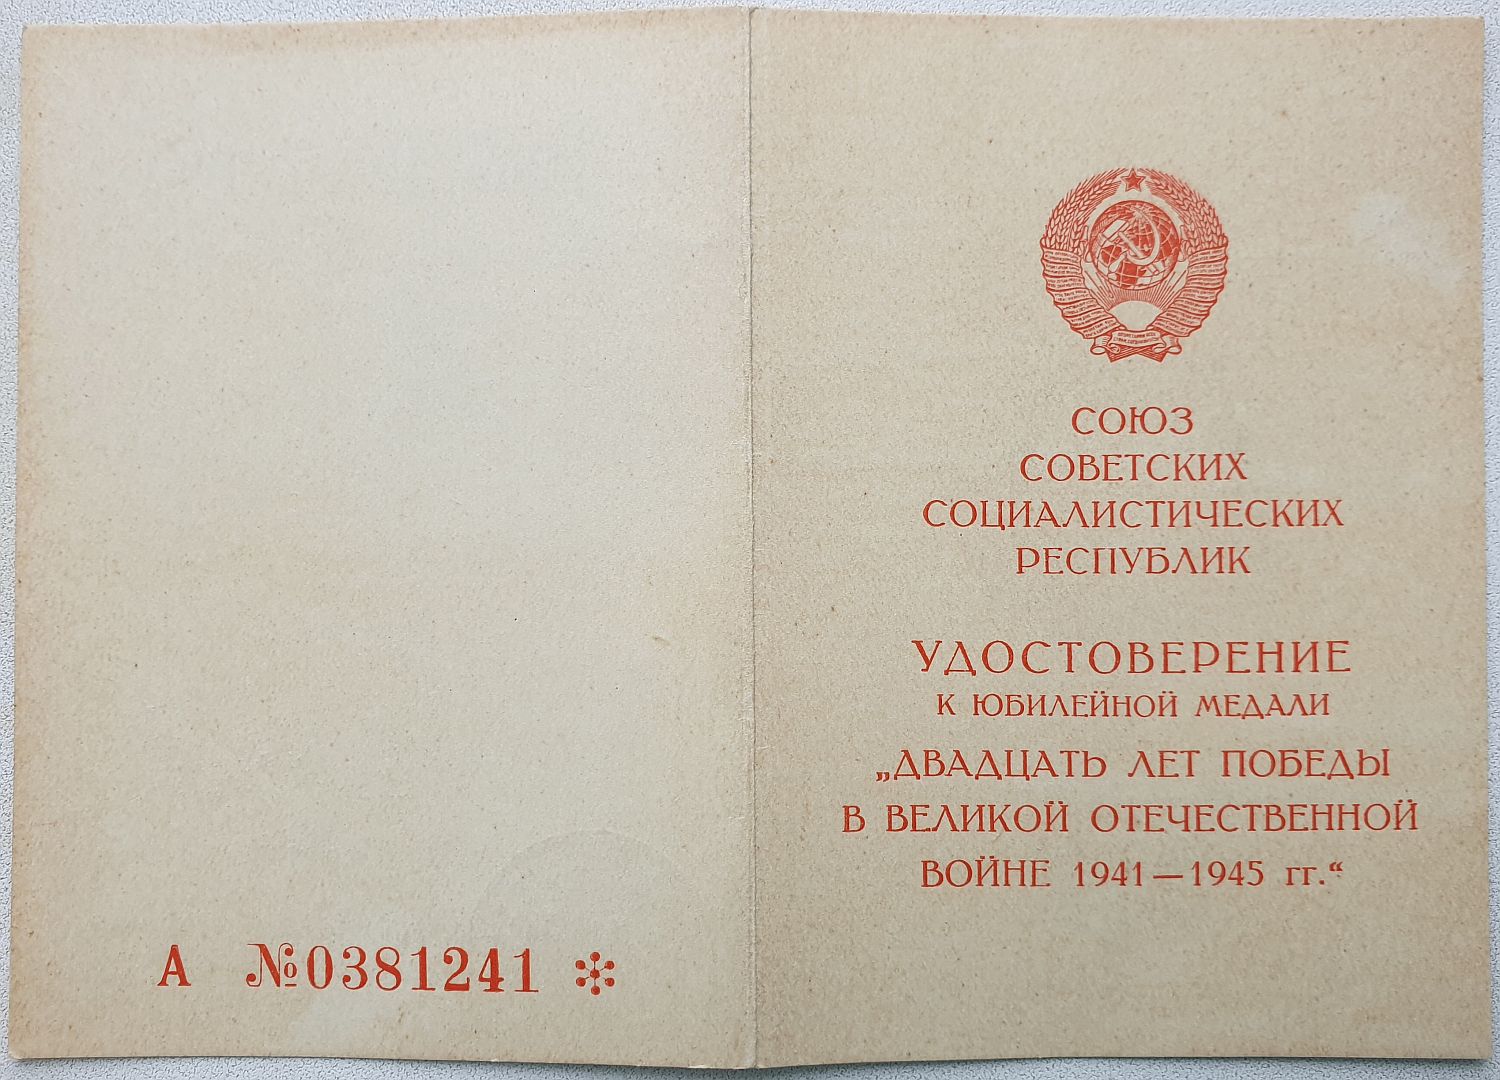 А №0381241
СОЮЗ
СОВЕТСКИХ
СОЦИАЛИСТИЧЕСКИХ
РЕСПУБЛИК
УДОСТОВЕРЕНИЕ
К ЮБИЛЕЙНОЙ МЕДАЛИ
„ДВАДЦАТЬ ЛЕТ ПОБЕДЫ
В ВЕЛИКОЙ ОТЕЧЕСТВЕННОЙ
ВОЙНЕ 1941—1945 гг.“